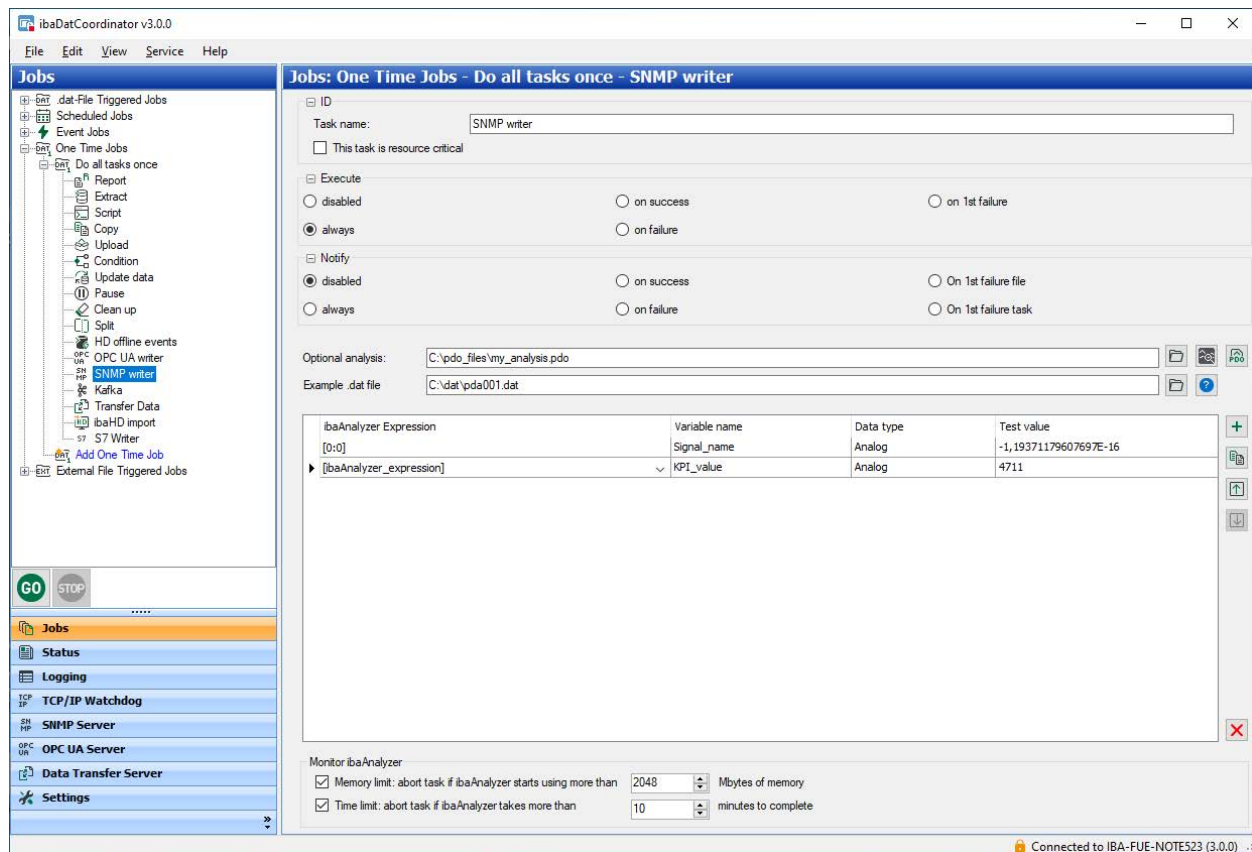 ibaDatCoordinator v3.0.0
File Edit View Service Help
Jobs
.dat-File Triggered Jobs
Scheduled Jobs
Event Jobs
One Time Jobs
Do all tasks once
Report
Extract
Script
Copy
Upload
Condition
Update data
Pause
Clean up
Split
HD offline events
OPC UA writer
SNMP writer
Kafka
Transfer Data
ibaHD import
S7 S7 Writer
Add One Time Job
External File Triggered Jobs
GO STOP
Jobs
Status
Logging
TCP/IP Watchdog
SNMP Server
OPC UA Server
Data Transfer Server
Settings
Jobs: One Time Jobs - Do all tasks once - SNMP writer
ID
Task name: SNMP writer
This task is resource critical
Execute
disabled on success on 1st failure
always on failure
Notify
disabled on success On 1st failure file
always on failure On 1st failure task
Optional analysis: C:\pdo_files\my_analysis.pdo PDO
Example .dat file C:\dat\pda001.dat
ibaAnalyzer Expression Variable name Data type Test value
[0:0] Signal_name Analog -1,19371179607697E-16
[ibaAnalyzer_expression] KPI_value Analog 4711
Monitor ibaAnalyzer
Memory limit: abort task if ibaAnalyzer starts using more than 2048 Mbytes of memory
Time limit: abort task if ibaAnalyzer takes more than 10 minutes to complete
Connected to IBA-FUE-NOTE523 (3.0.0)